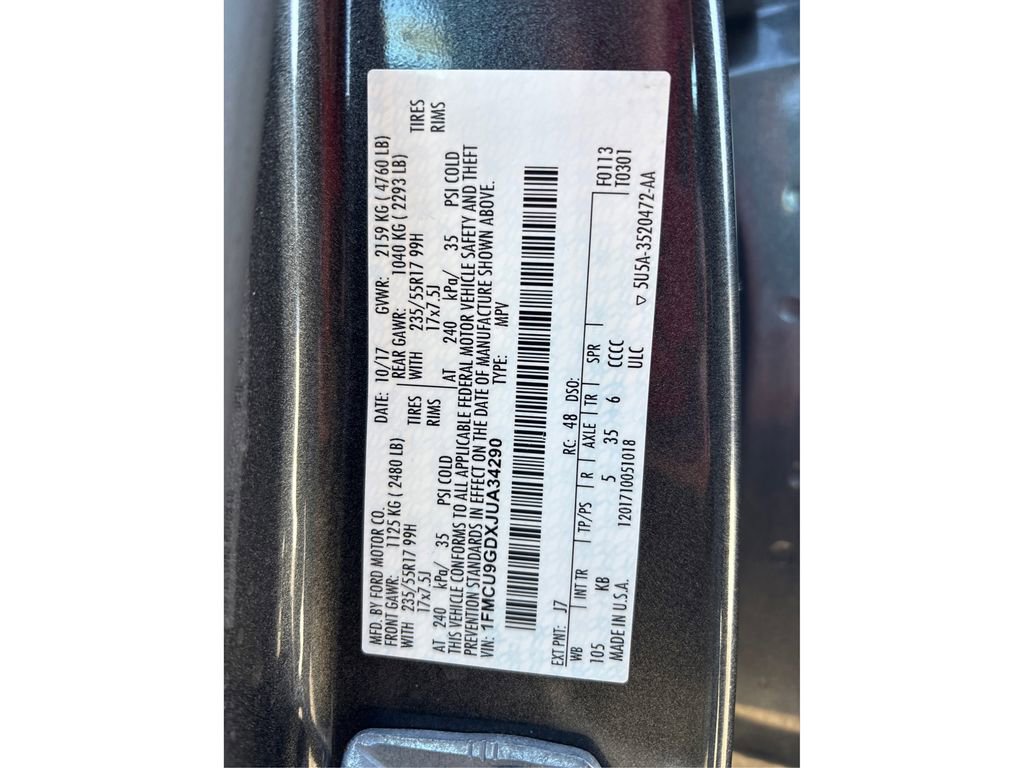 MFD. BY FORD MOTOR CO.
DATE: 10/17 GVWR: 2159 KG ( 4760 LB)
FRONT GAWR: 1125 KG ( 2480 LB) REAR GAWR: 1040 KG ( 2293 LB)
WITH 235/55R17 99H TIRES WITH 235/55R17 99H TIRES
17x7.5J RIMS 17x7.5J RIMS
AT 240 kPa/ 35 PSI COLD AT 240 kPa/ 35 PSI COLD
THIS VEHICLE CONFORMS TO ALL APPLICABLE FEDERAL MOTOR VEHICLE SAFETY AND THEFT
PREVENTION STANDARDS IN EFFECT ON THE DATE OF MANUFACTURE SHOWN ABOVE.
VIN: 1FMCU9GDXJUA34290 TYPE: MPV
EXT PNT: J7 RC: 48 DSO:
WB INT TR TP/PS R AXLE TR SPR F0113
105 KB 5 35 6 CCCC T0301
MADE IN U.S.A. 120171005101​8 ULC
▽ 5U5A-3520472-AA